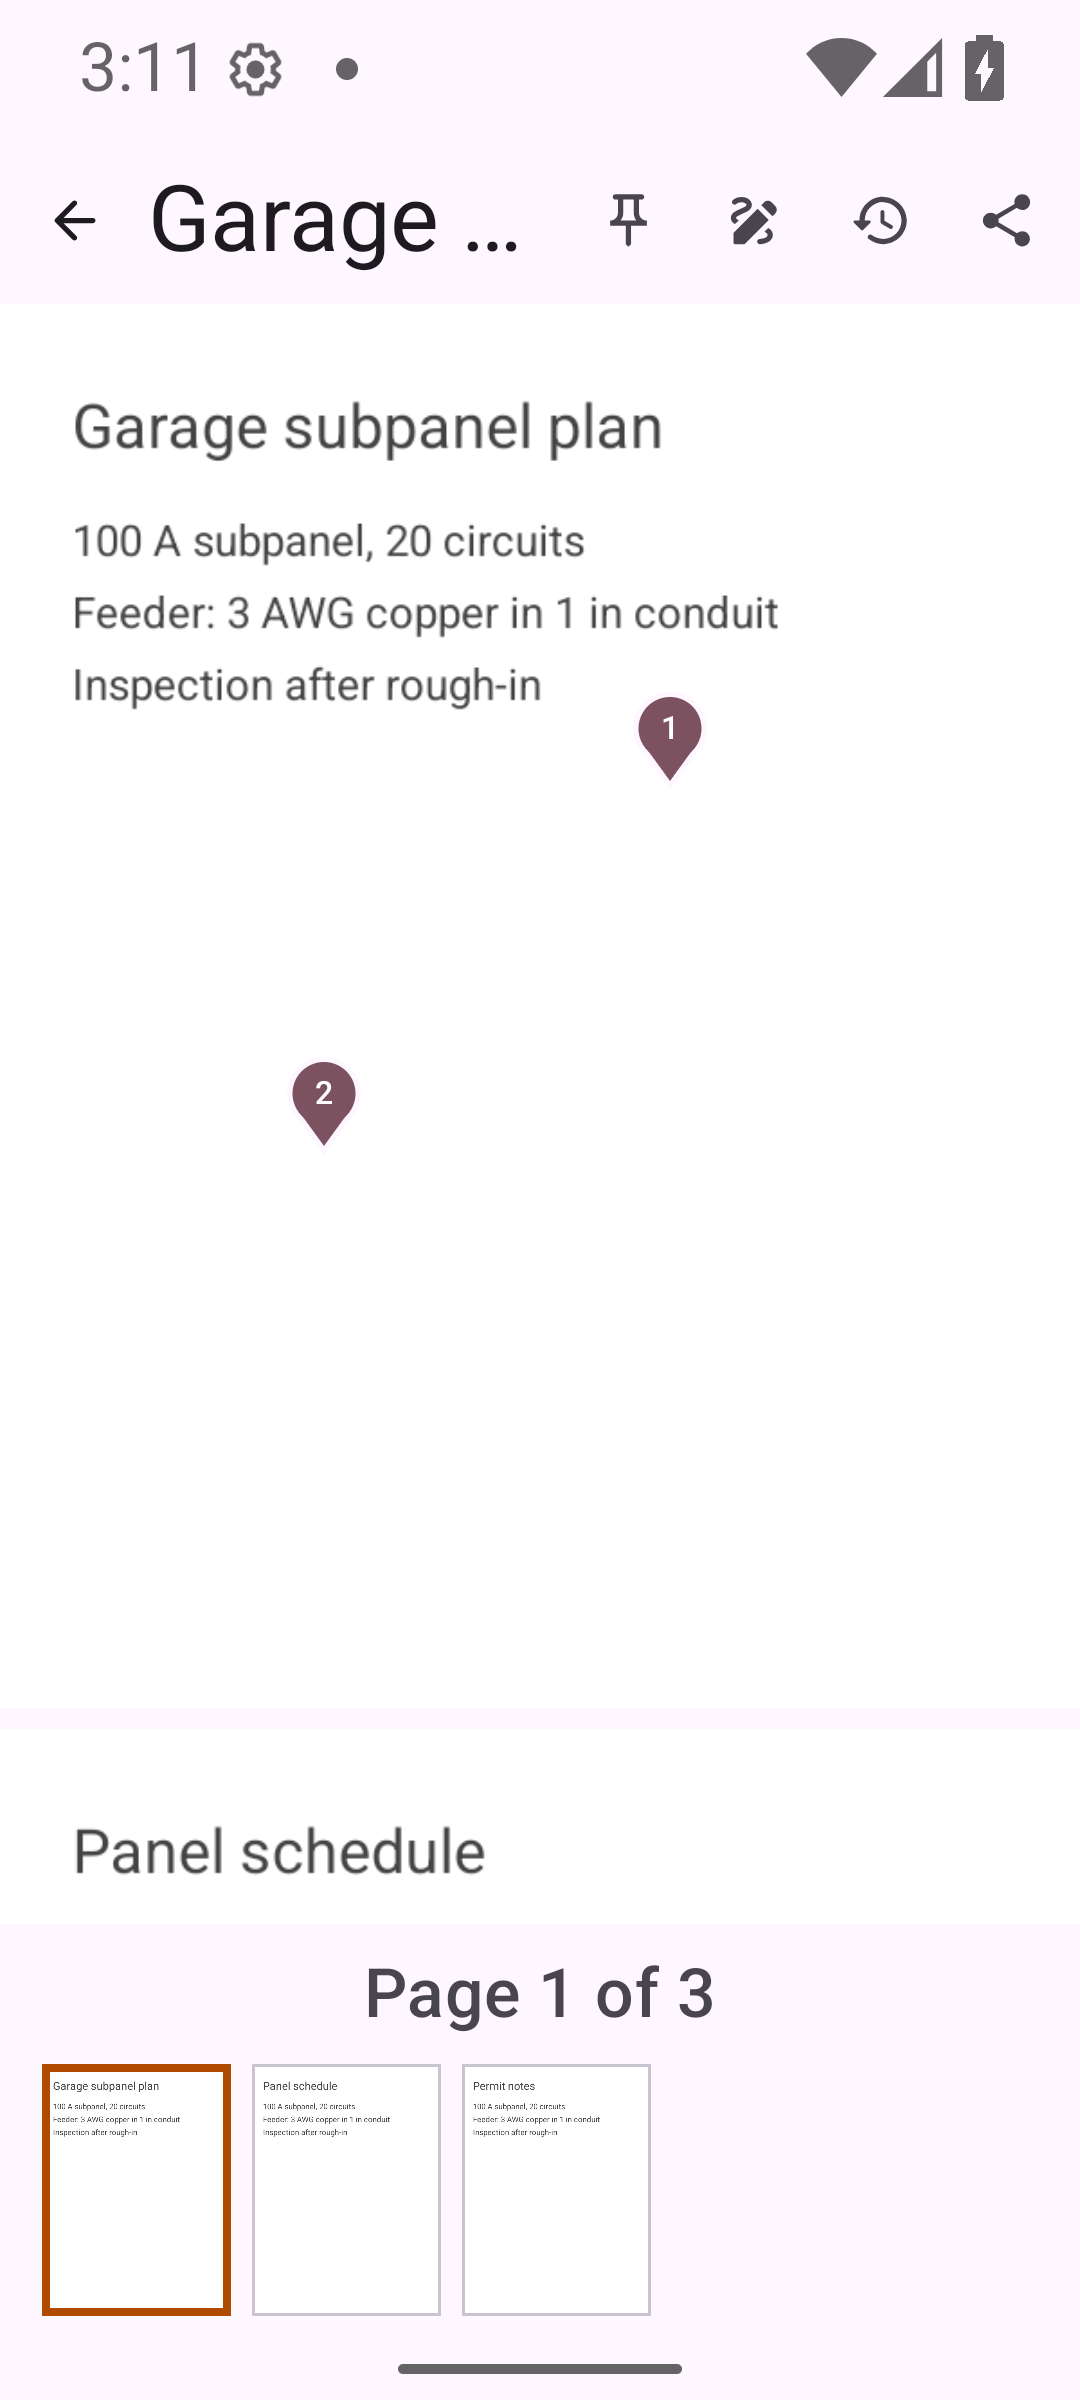 3:11
Garage ...
Garage subpanel plan
100 A subpanel, 20 circuits
Feeder: 3 AWG copper in 1 in conduit
Inspection after rough-in
1
2
Panel schedule
Page 1 of 3
Garage subpanel plan
100 A subpanel, 20 circuits
Feeder: 3 AWG copper in 1 in conduit
Inspection after rough-in
Panel schedule
100 A subpanel, 20 circuits
Feeder: 3 AWG copper in 1 in conduit
Inspection after rough-in
Permit notes
100 A subpanel, 20 circuits
Feeder: 3 AWG copper in 1 in conduit
Inspection after rough-in